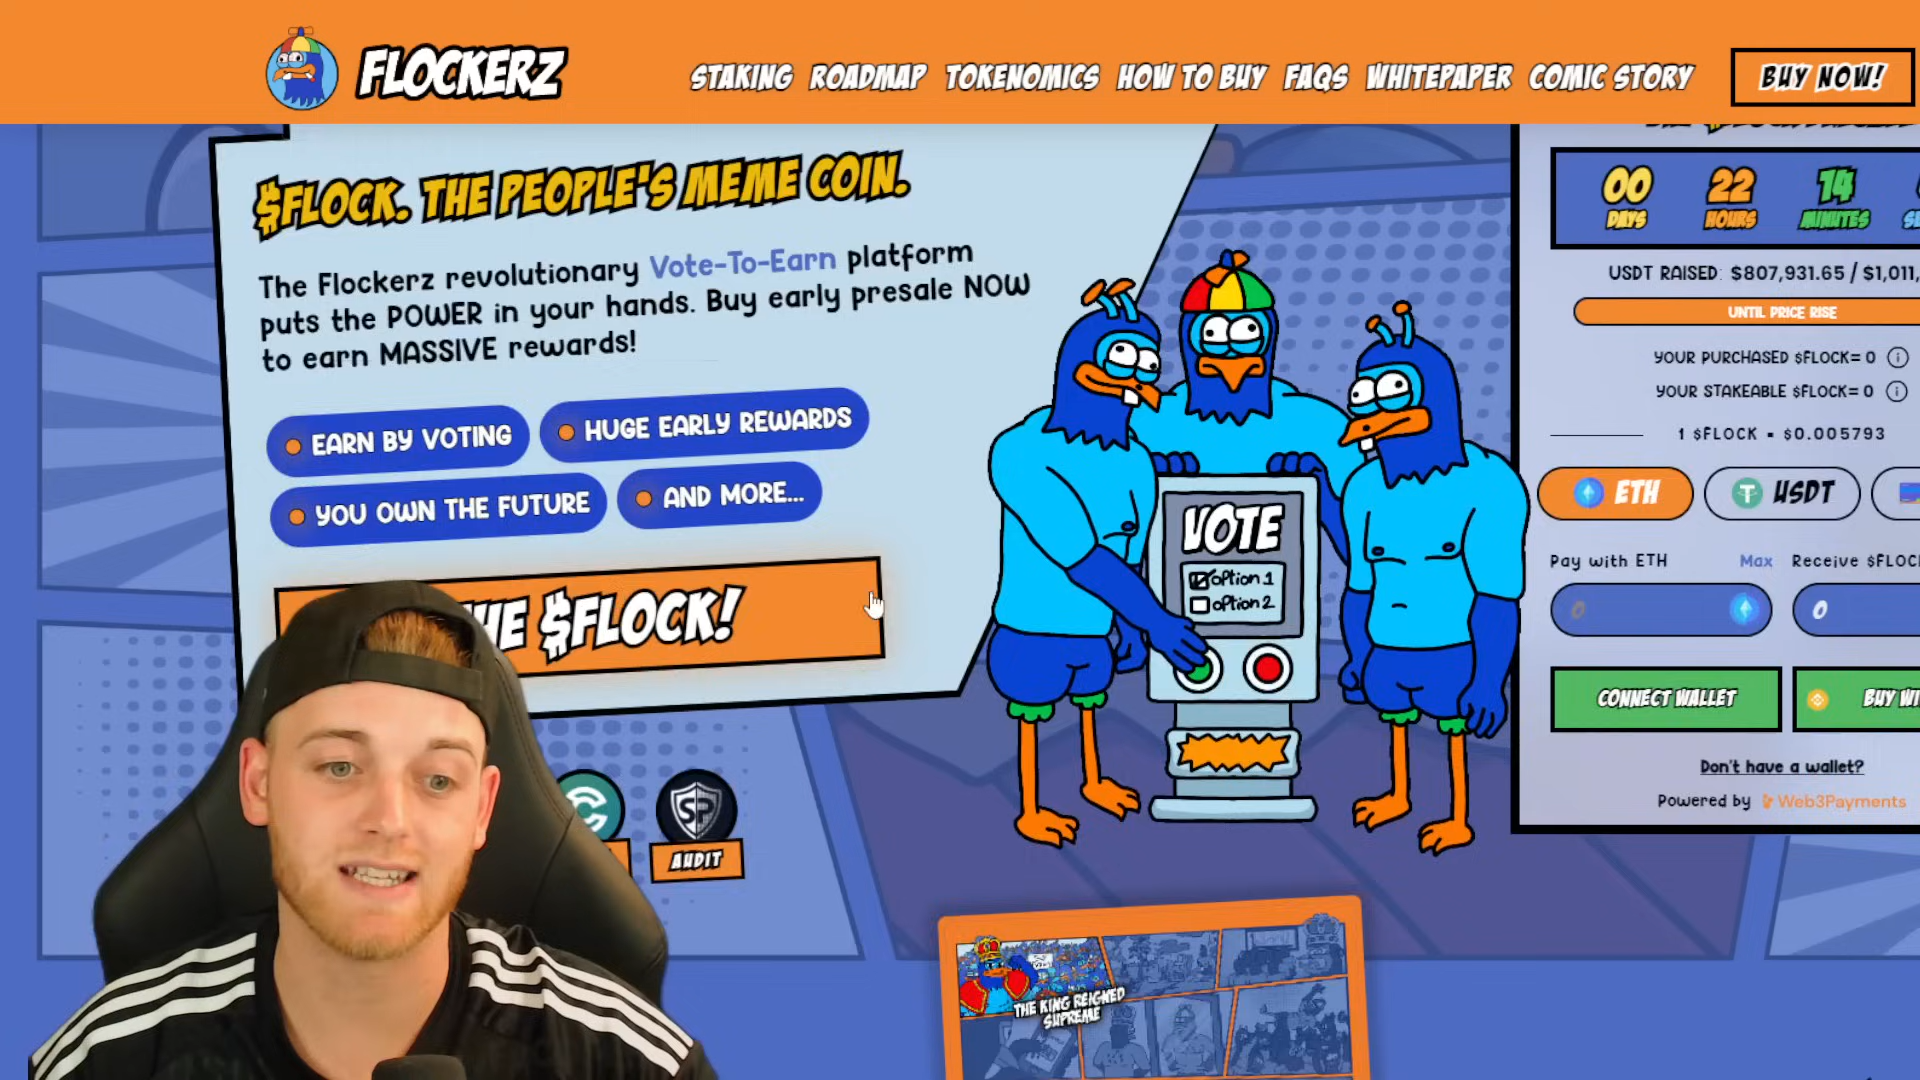 FLOCKERZ
STAKING ROADMAP TOKENOMICS HOW TO BUY FAQS WHITEPAPER COMIC STORY
BUY NOW!
$FLOCK. THE PEOPLE'S MEME COIN.
The Flockerz revolutionary Vote-To-Earn platform
puts the POWER in your hands. Buy early presale NOW
to earn MASSIVE rewards!
EARN BY VOTING
HUGE EARLY REWARDS
YOU OWN THE FUTURE
AND MORE...
$FLOCK!
AUDIT
VOTE
option 1
option 2
THE KING REIGNED
SUPREME
00 22 14
DAYS HOURS MINUTES
USDT RAISED: $807,931.65 / $1,011,
UNTIL PRICE RISE
YOUR PURCHASED $FLOCK= 0
YOUR STAKEABLE $FLOCK= 0
1 $FLOCK = $0.005793
ETH
USDT
Pay with ETH Max Receive $FLOC
0
0
CONNECT WALLET
BUY WI
Don't have a wallet?
Powered by Web3Payments